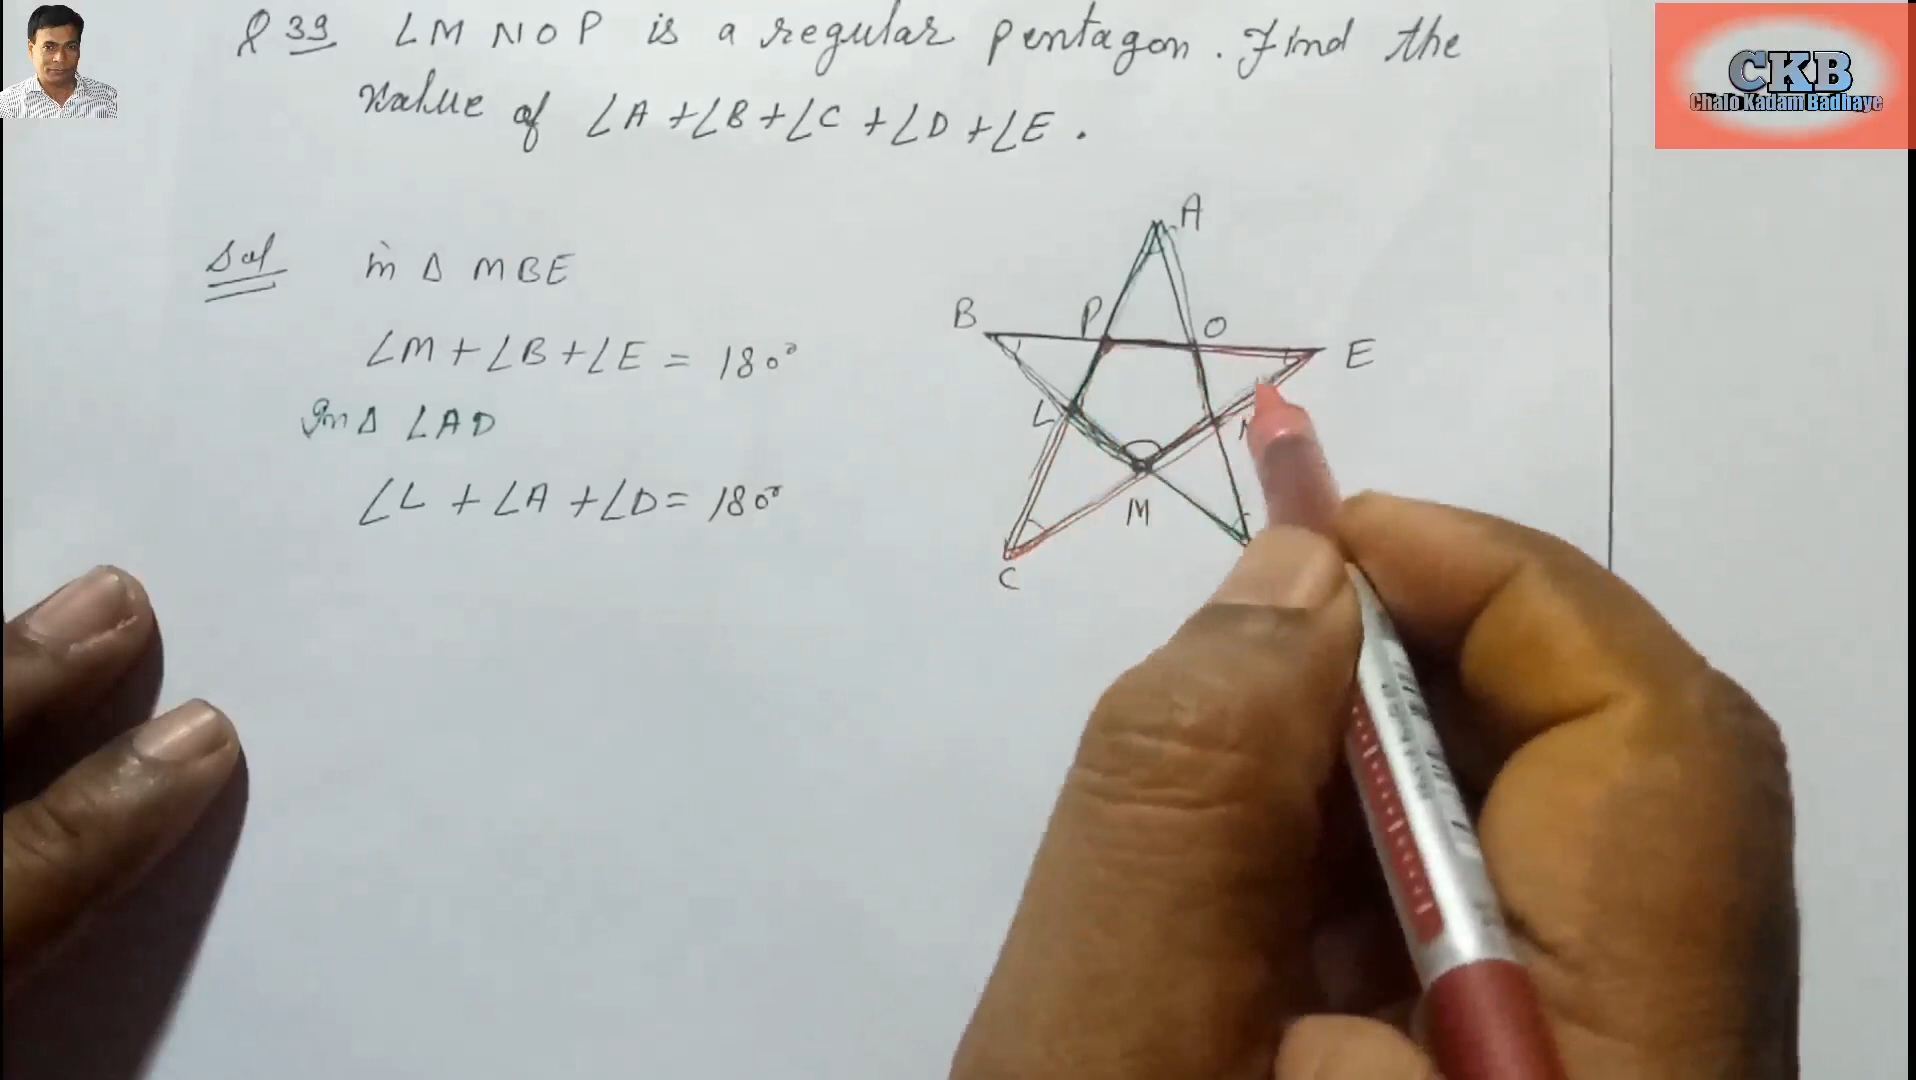 Q 39 LMNOP is a regular pentagon. Find the
value of ∠A+∠B+∠C+∠D+∠E.
Sol in Δ MBE
∠M+∠B+∠E = 180°
In Δ LAD
∠L + ∠A + ∠D = 180°
A
B
P
O
E
L
M
C
CKB
Chalo Kadam Badhaye